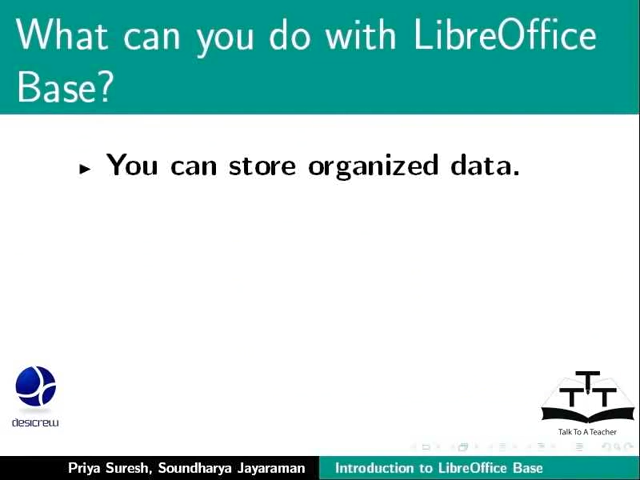 What can you do with LibreOffice
Base?
▶ You can store organized data.
desicrew
T T T
Talk To A Teacher
Priya Suresh, Soundharya Jayaraman Introduction to LibreOffice Base